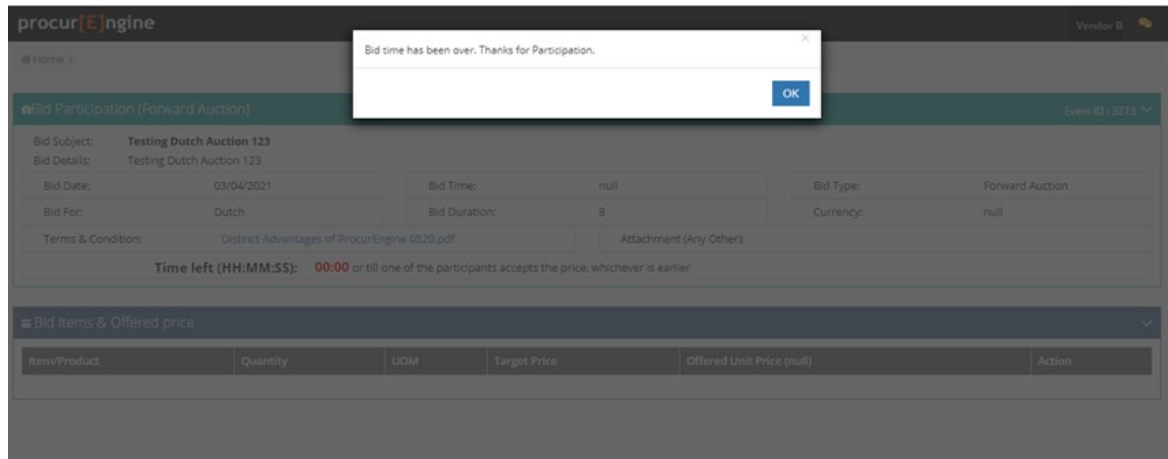 procur[E]ngine
Vendor B
Bid time has been over. Thanks for Participation.
×
OK
Home >
Bid Participation (Forward Auction)
Event ID : 3273
Bid Subject: Testing Dutch Auction 123
Bid Details: Testing Dutch Auction 123
Bid Date: 03/04/2021 Bid Time: null Bid Type: Forward Auction
Bid For: Dutch Bid Duration: 8 Currency: null
Terms & Condition: Distinct Advantages of ProcurEngine 0520.pdf Attachment (Any Other):
Time left (HH:MM:SS): 00:00 or till one of the participants accepts the price, whichever is earlier
Bid Items & Offered price
Item/Product Quantity UOM Target Price Offered Unit Price (null) Action